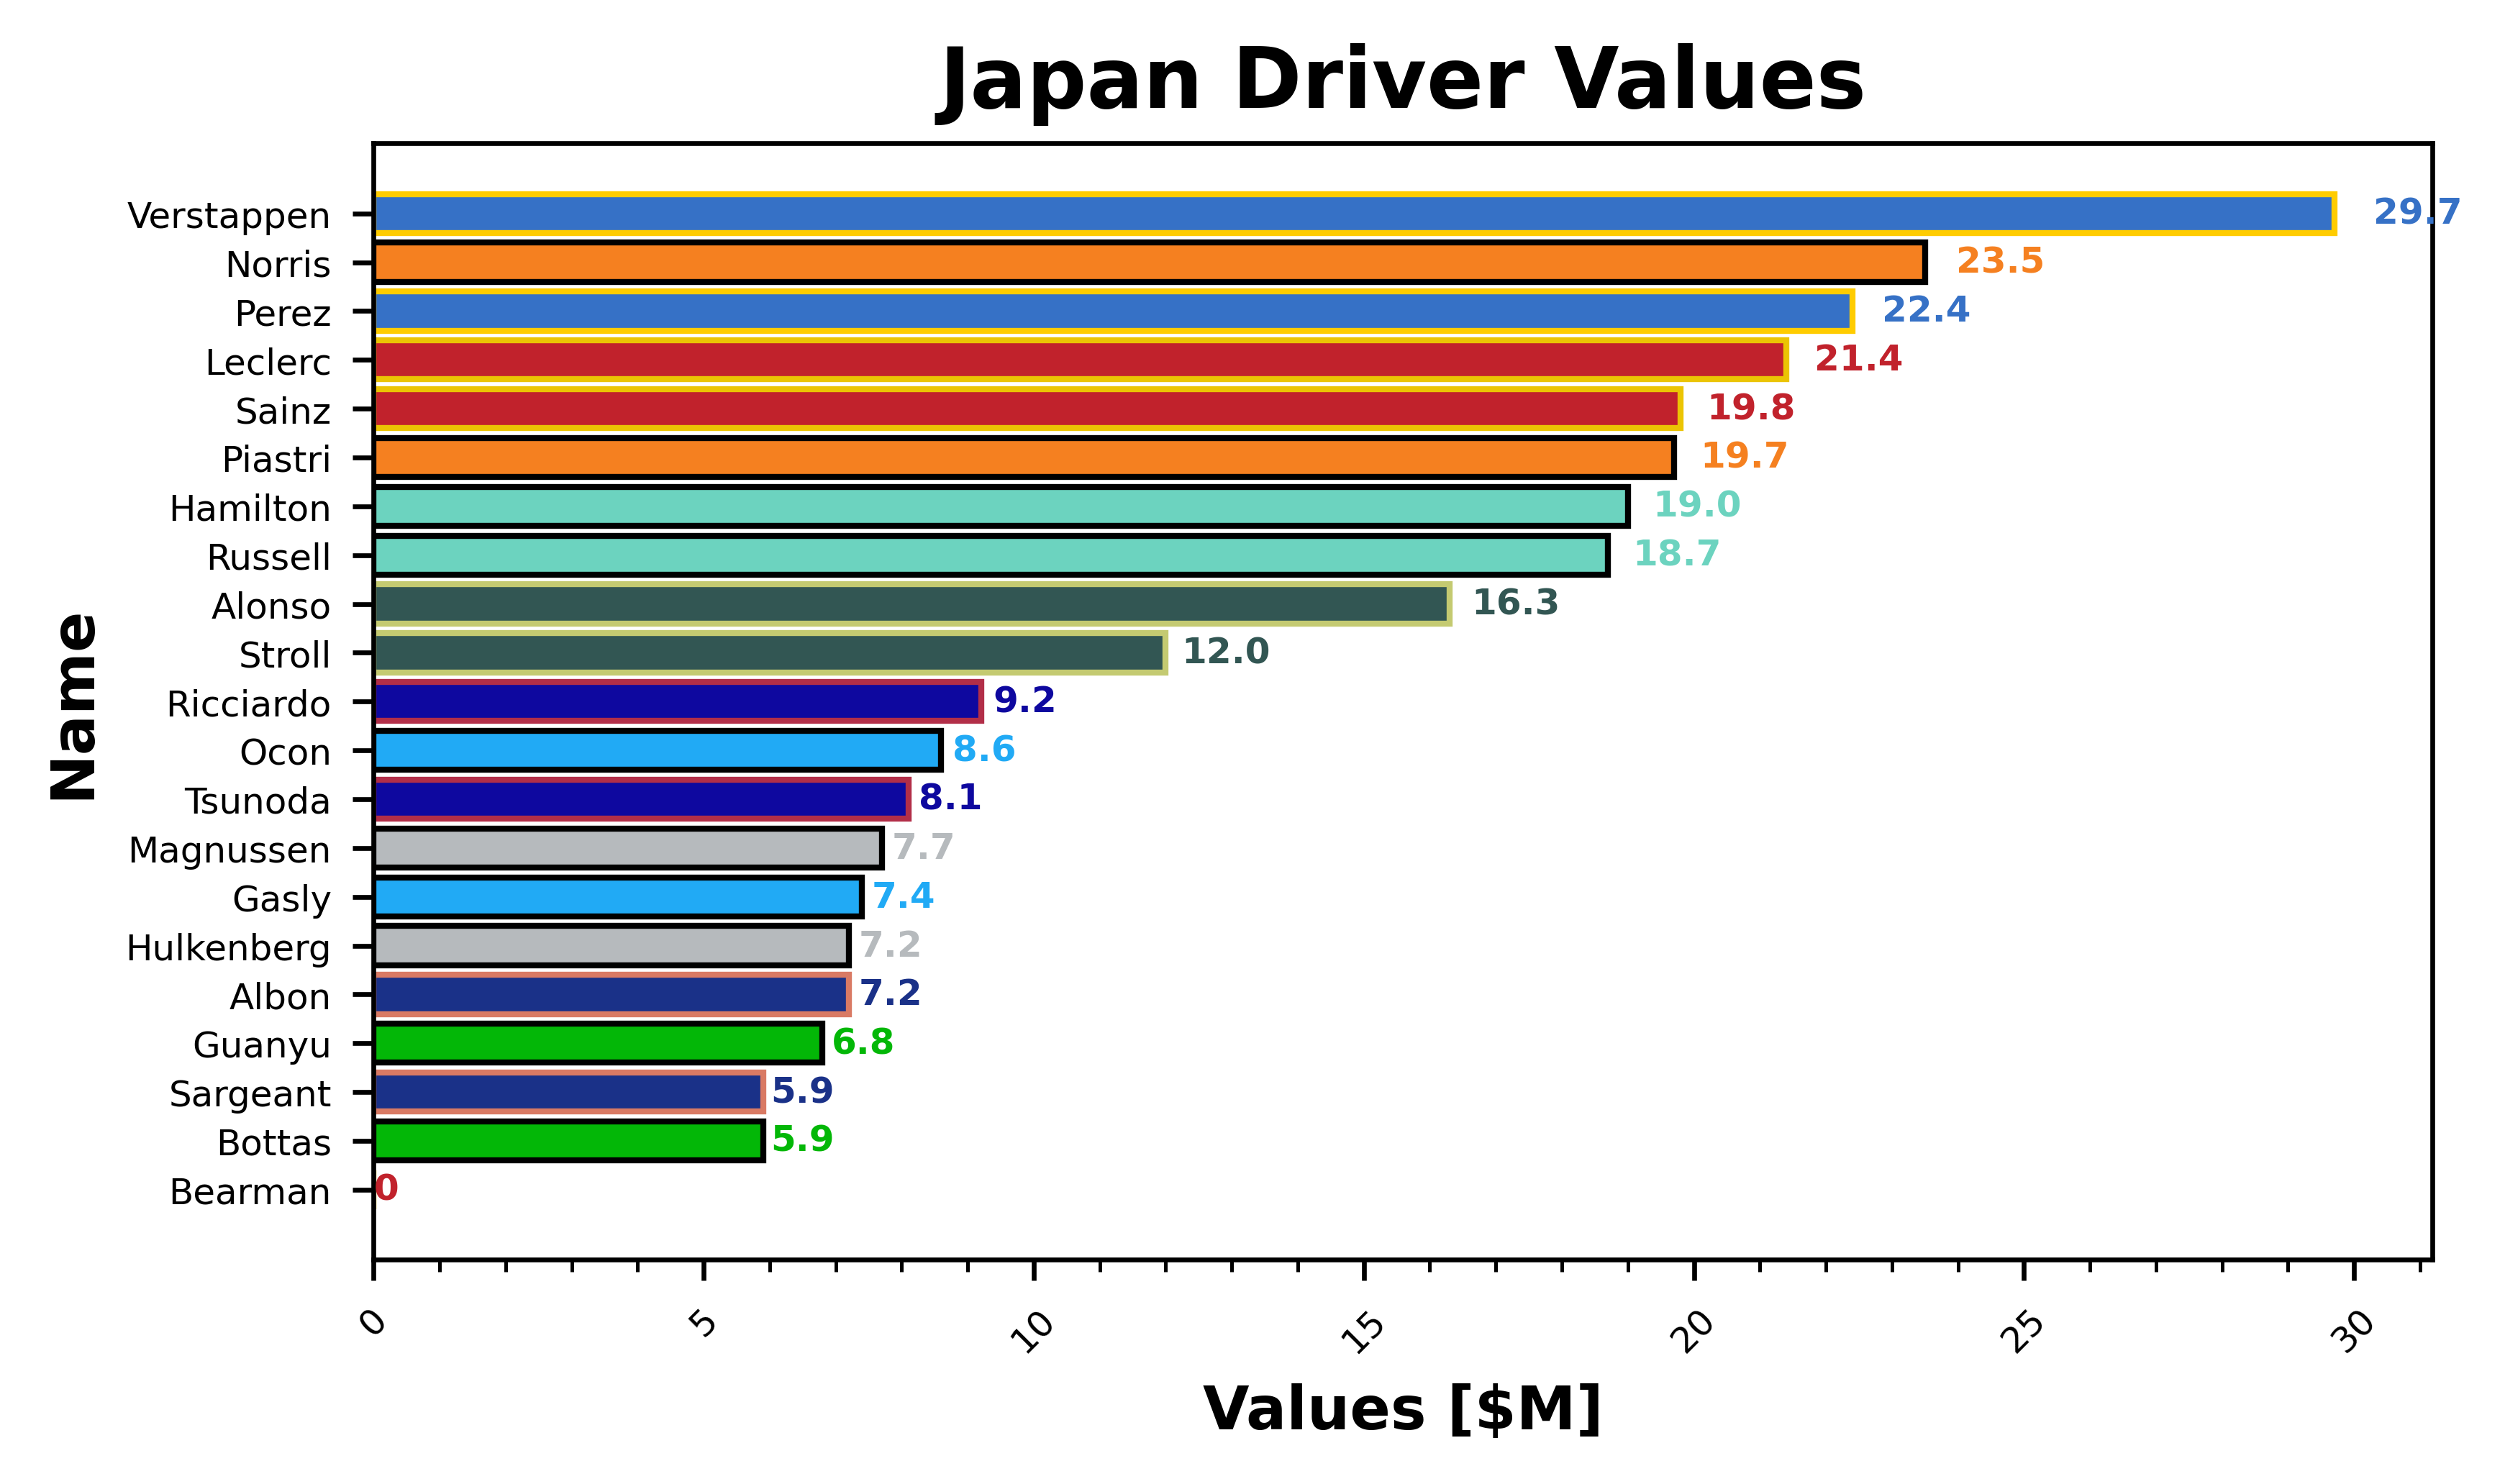 Japan Driver Values
Name
Verstappen 29.7
Norris 23.5
Perez 22.4
Leclerc 21.4
Sainz 19.8
Piastri 19.7
Hamilton 19.0
Russell 18.7
Alonso 16.3
Stroll 12.0
Ricciardo 9.2
Ocon 8.6
Tsunoda 8.1
Magnussen 7.7
Gasly 7.4
Hulkenberg 7.2
Albon 7.2
Guanyu 6.8
Sargeant 5.9
Bottas 5.9
Bearman 0
0 5 10 15 20 25 30
Values [$M]